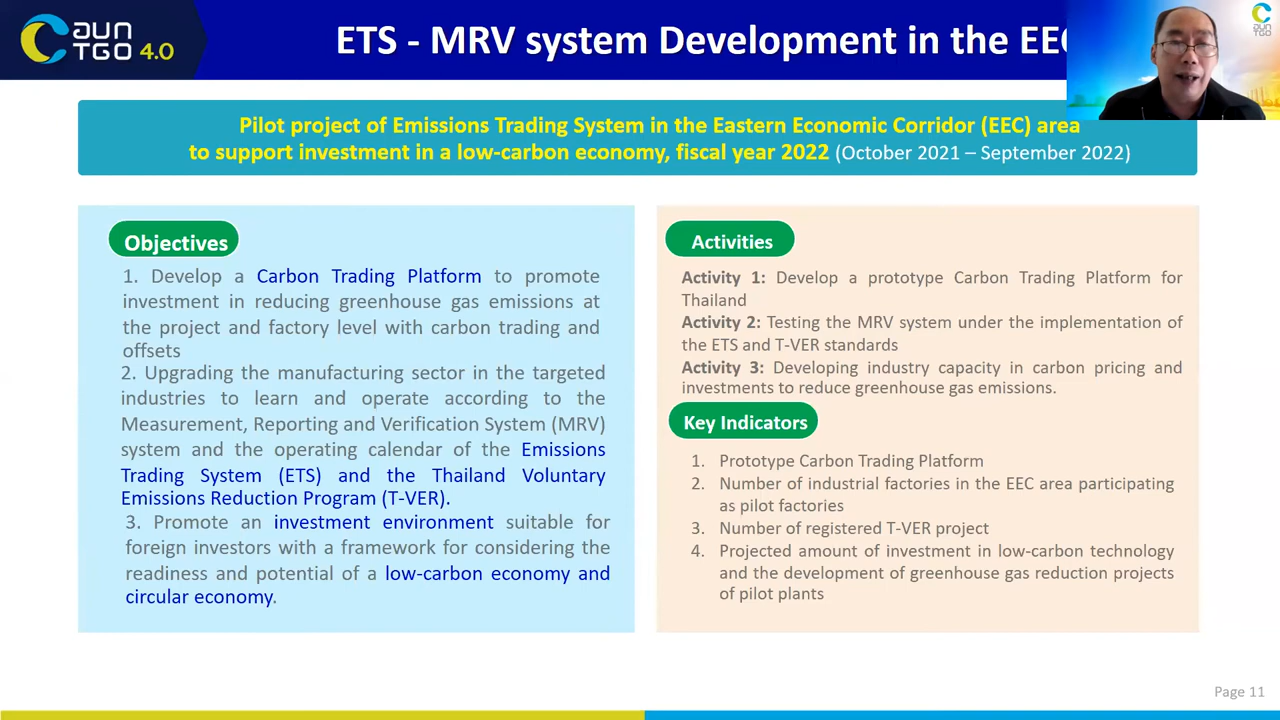 ɑun
TGO 4.0
ETS - MRV system Development in the EEC
Pilot project of Emissions Trading System in the Eastern Economic Corridor (EEC) area
to support investment in a low-carbon economy, fiscal year 2022 (October 2021 – September 2022)
Objectives
1. Develop a Carbon Trading Platform to promote
investment in reducing greenhouse gas emissions at
the project and factory level with carbon trading and
offsets
2. Upgrading the manufacturing sector in the targeted
industries to learn and operate according to the
Measurement, Reporting and Verification System (MRV)
system and the operating calendar of the Emissions
Trading System (ETS) and the Thailand Voluntary
Emissions Reduction Program (T-VER).
3. Promote an investment environment suitable for
foreign investors with a framework for considering the
readiness and potential of a low-carbon economy and
circular economy.
Activities
Activity 1: Develop a prototype Carbon Trading Platform for
Thailand
Activity 2: Testing the MRV system under the implementation of
the ETS and T-VER standards
Activity 3: Developing industry capacity in carbon pricing and
investments to reduce greenhouse gas emissions.
Key Indicators
1. Prototype Carbon Trading Platform
2. Number of industrial factories in the EEC area participating
as pilot factories
3. Number of registered T-VER project
4. Projected amount of investment in low-carbon technology
and the development of greenhouse gas reduction projects
of pilot plants
Page 11